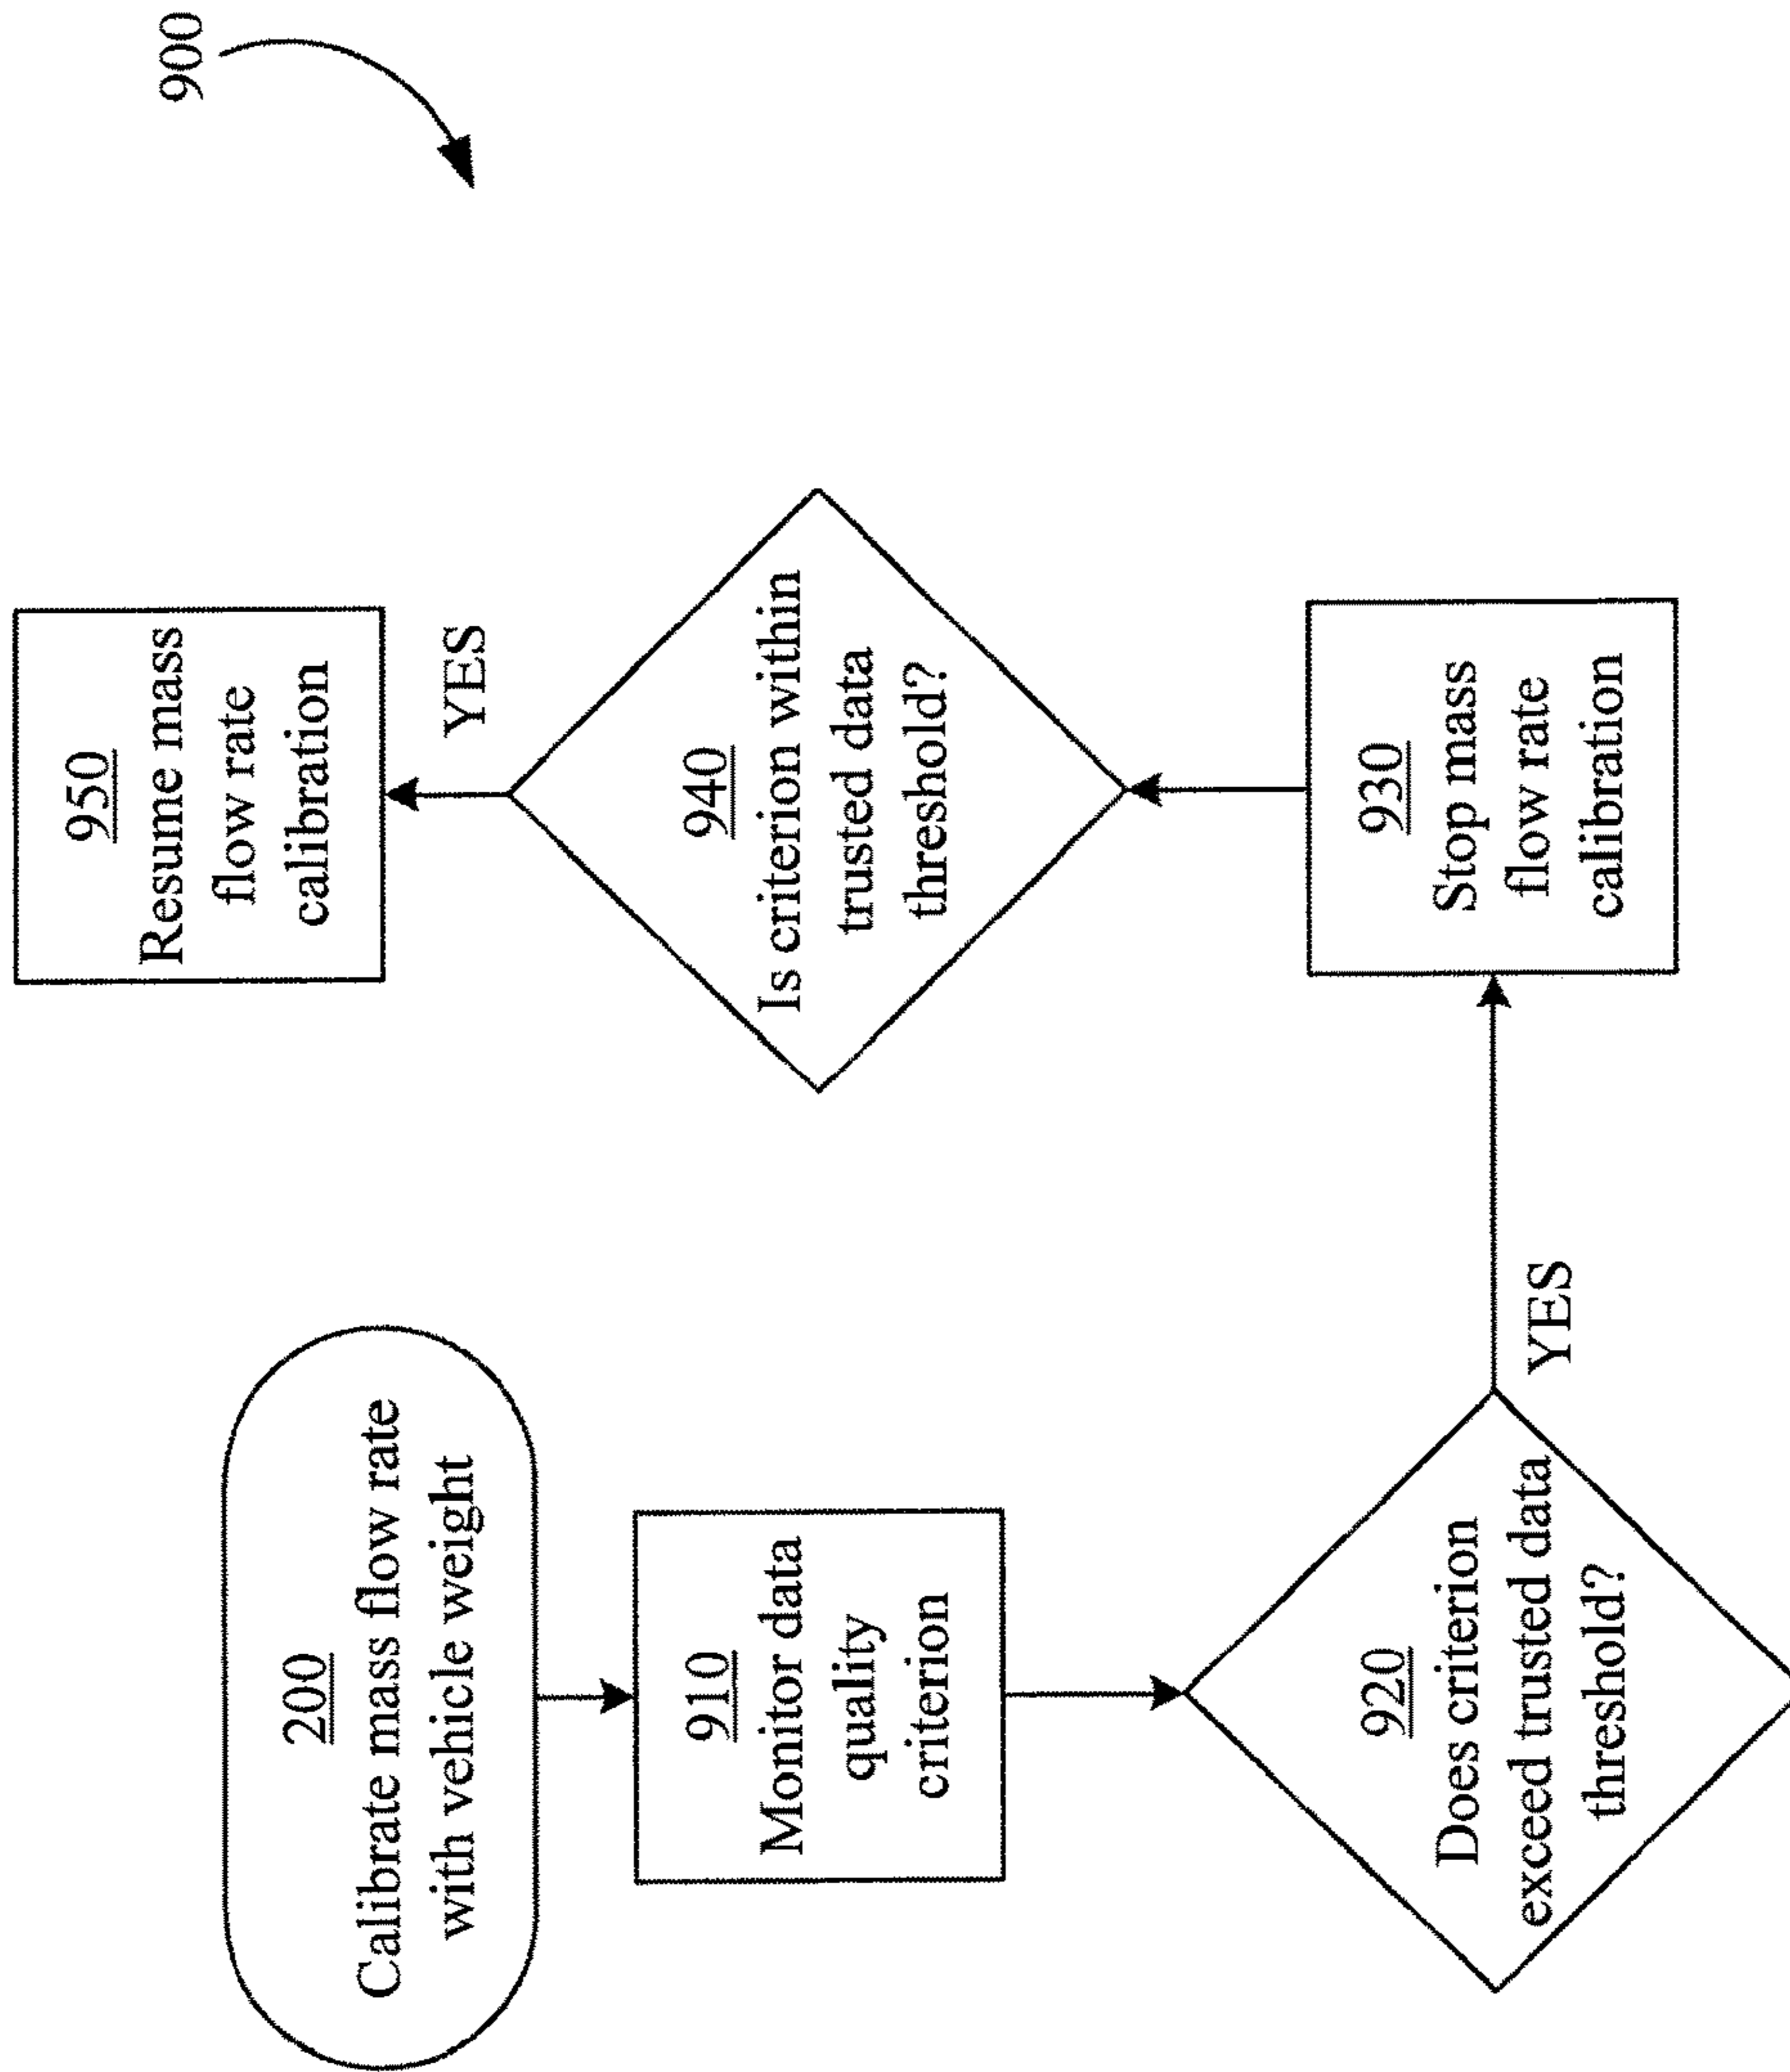 900
200
Calibrate mass flow rate
with vehicle weight
910
Monitor data
quality
criterion
920
Does criterion
exceed trusted data
threshold?
YES
930
Stop mass
flow rate
calibration
940
Is criterion within
trusted data
threshold?
YES
950
Resume mass
flow rate
calibration